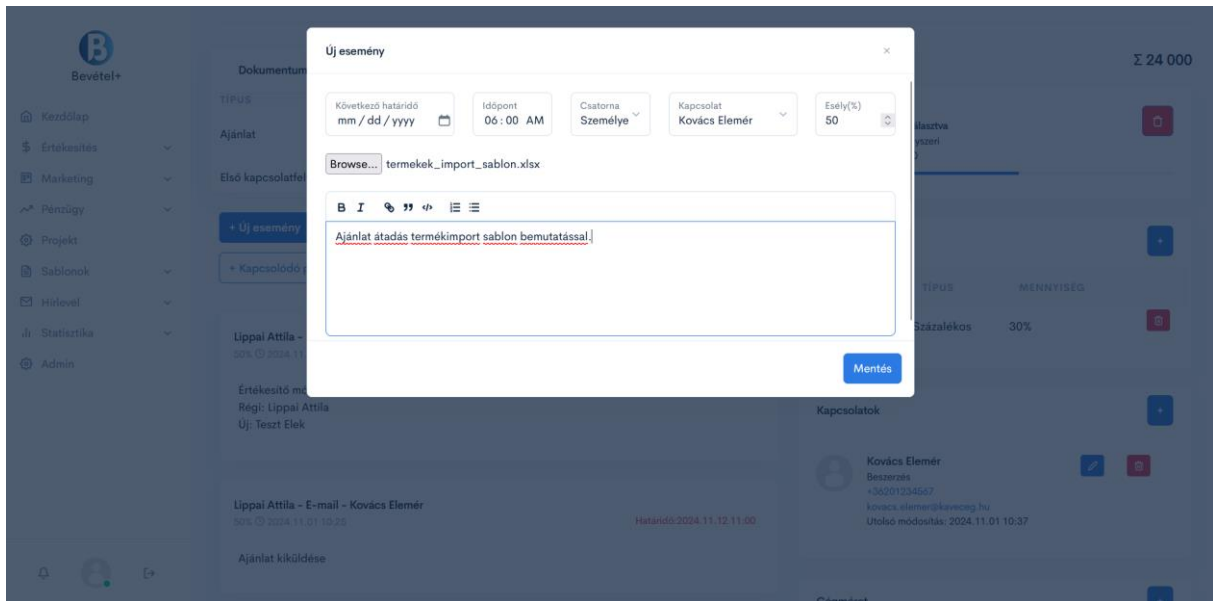 Bevétel+
Kezdőlap
Értékesítés
Marketing
Pénzügy
Projekt
Sablonok
Hírlevél
Statisztika
Admin
Dokumentum
TÍPUS
Ajánlat
Első kapcsolatfel
+ Új esemény
+ Kapcsolódó
Új esemény
×
Következő határidő
mm / dd / yyyy
Időpont
06:00 AM
Csatorna
Személye
Kapcsolat
Kovács Elemér
Esély(%)
50
Browse... termekek_import_sablon.xlsx
B I
Ajánlat átadás termékimport sablon bemutatással.
Mentés
Σ 24 000
TÍPUS MENNYISÉG
Százalékos 30%
Lippai Attila –
50% 2024.11
Értékesítő
Régi: Lippai Attila
Új: Teszt Elek
Lippai Attila – E-mail – Kovács Elemér
50% 2024.11.01 10:25
Határidő:2024.11.12 11:00
Ajánlat kiküldése
Kapcsolatok
+
Kovács Elemér
Beszerzés
+36201234567
kovacs.elemer@kaveceg.hu
Utolsó módosítás: 2024.11.01 10:37